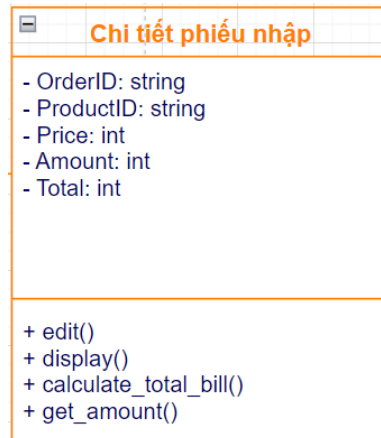 Chi tiết phiếu nhập
- OrderID: string
- ProductID: string
- Price: int
- Amount: int
- Total: int
+ edit()
+ display()
+ calculate_total_bill()
+ get_amount()